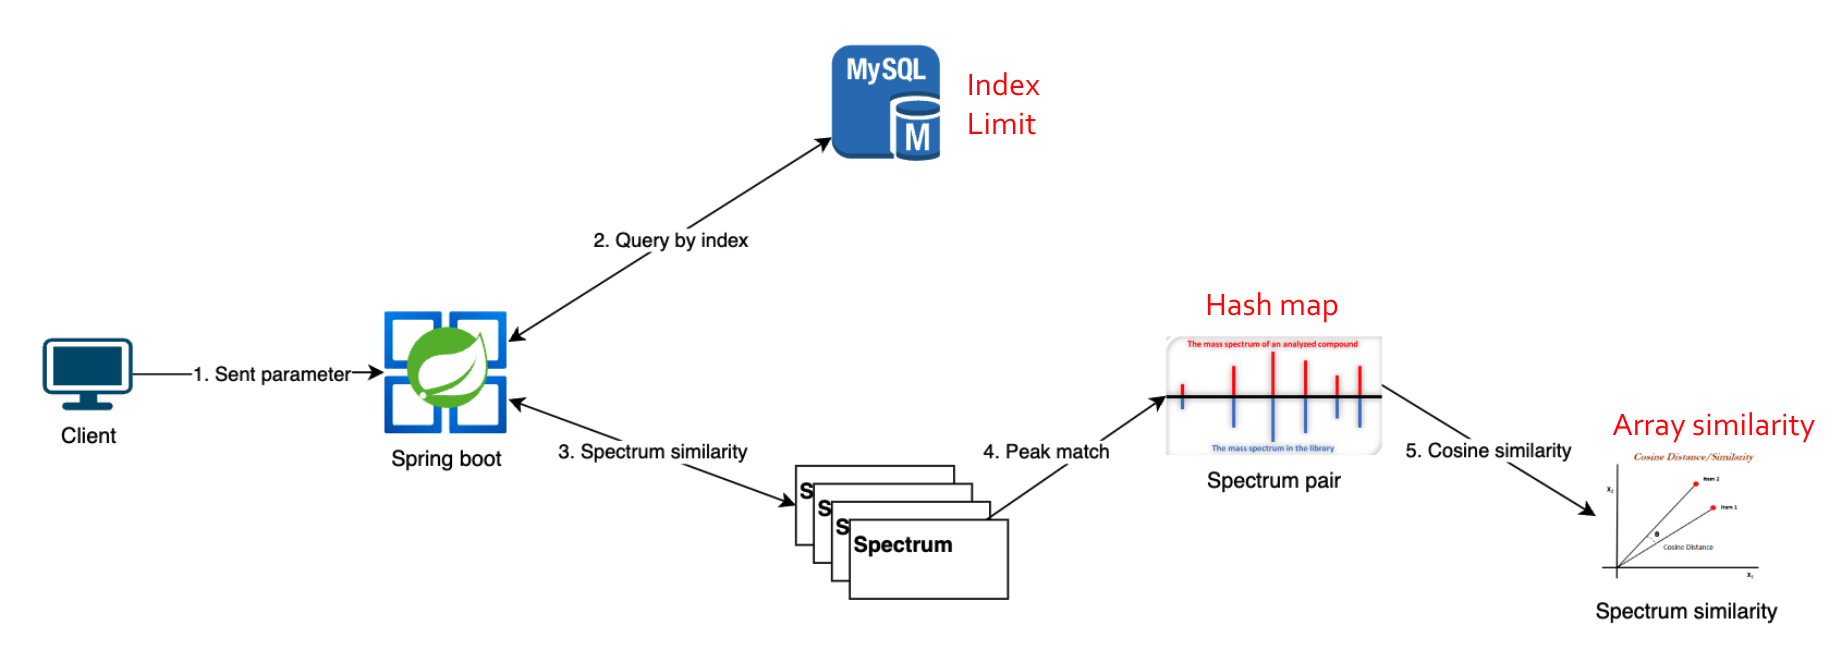 MySQL
M
Index
Limit
2. Query by index
1. Sent parameter
Client
Spring boot
3. Spectrum similarity
S
S
S
Spectrum
4. Peak match
Hash map
The mass spectrum of an analyzed compound
The mass spectrum in the library
Spectrum pair
5. Cosine similarity
Array similarity
Cosine Distance/Similarity
X2
Item 2
Item 1
θ
Cosine Distance
X1
Spectrum similarity